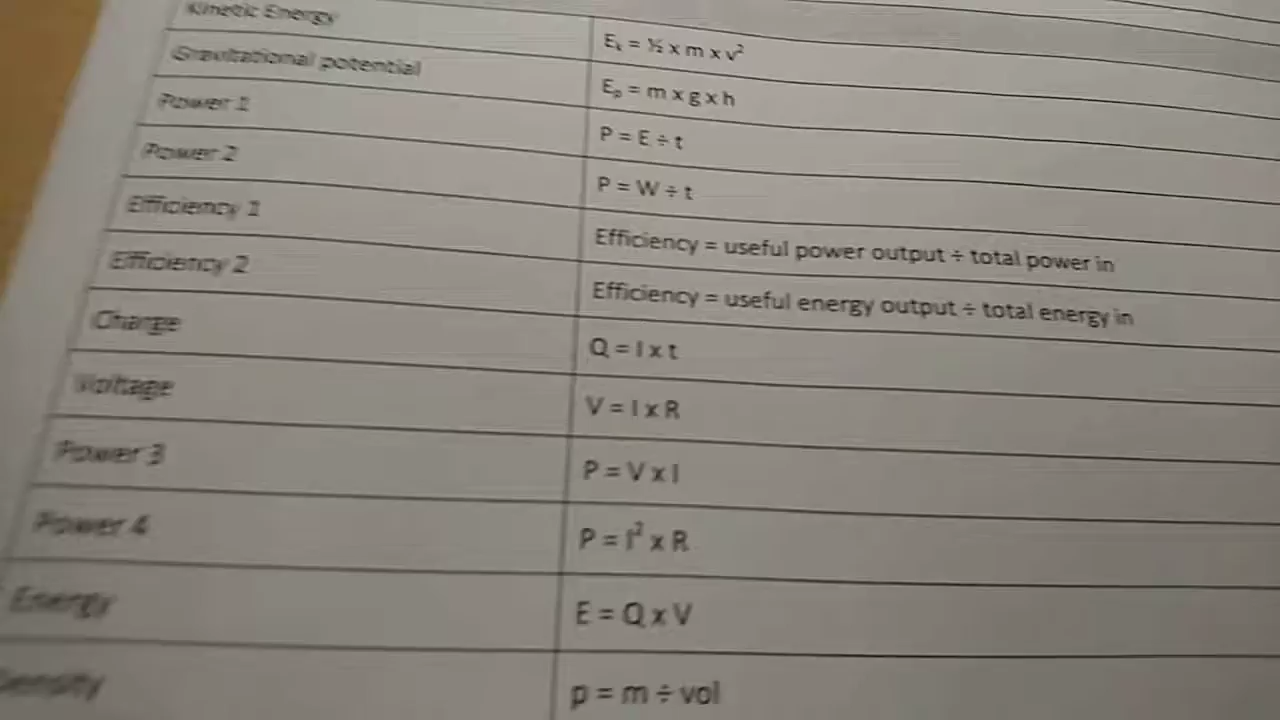 Kinetic Energy Eₖ = ½ x m x v²
Gravitational potential Eₚ = m x g x h
Power 1 P = E ÷ t
Power 2 P = W ÷ t
Efficiency 1 Efficiency = useful power output ÷ total power in
Efficiency 2 Efficiency = useful energy output ÷ total energy in
Charge Q = I x t
Voltage V = I x R
Power 3 P = V x I
Power 4 P = I² x R
Energy E = Q x V
Density p = m ÷ vol